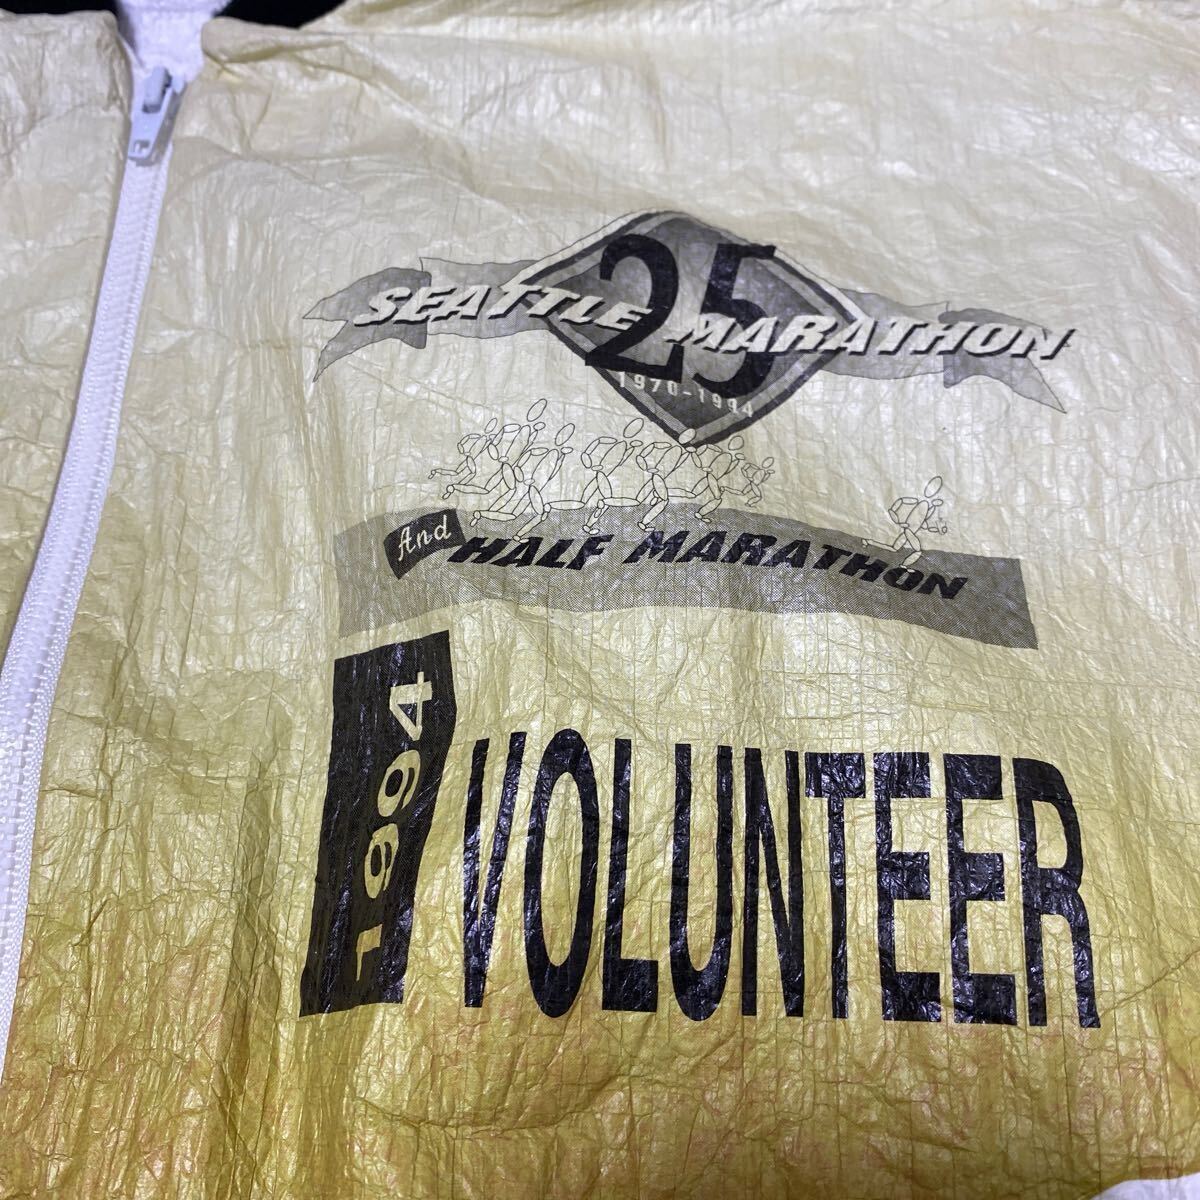 25
SEATTLE MARATHON
1970-1994
And HALF MARATHON
1994
VOLUNTEER